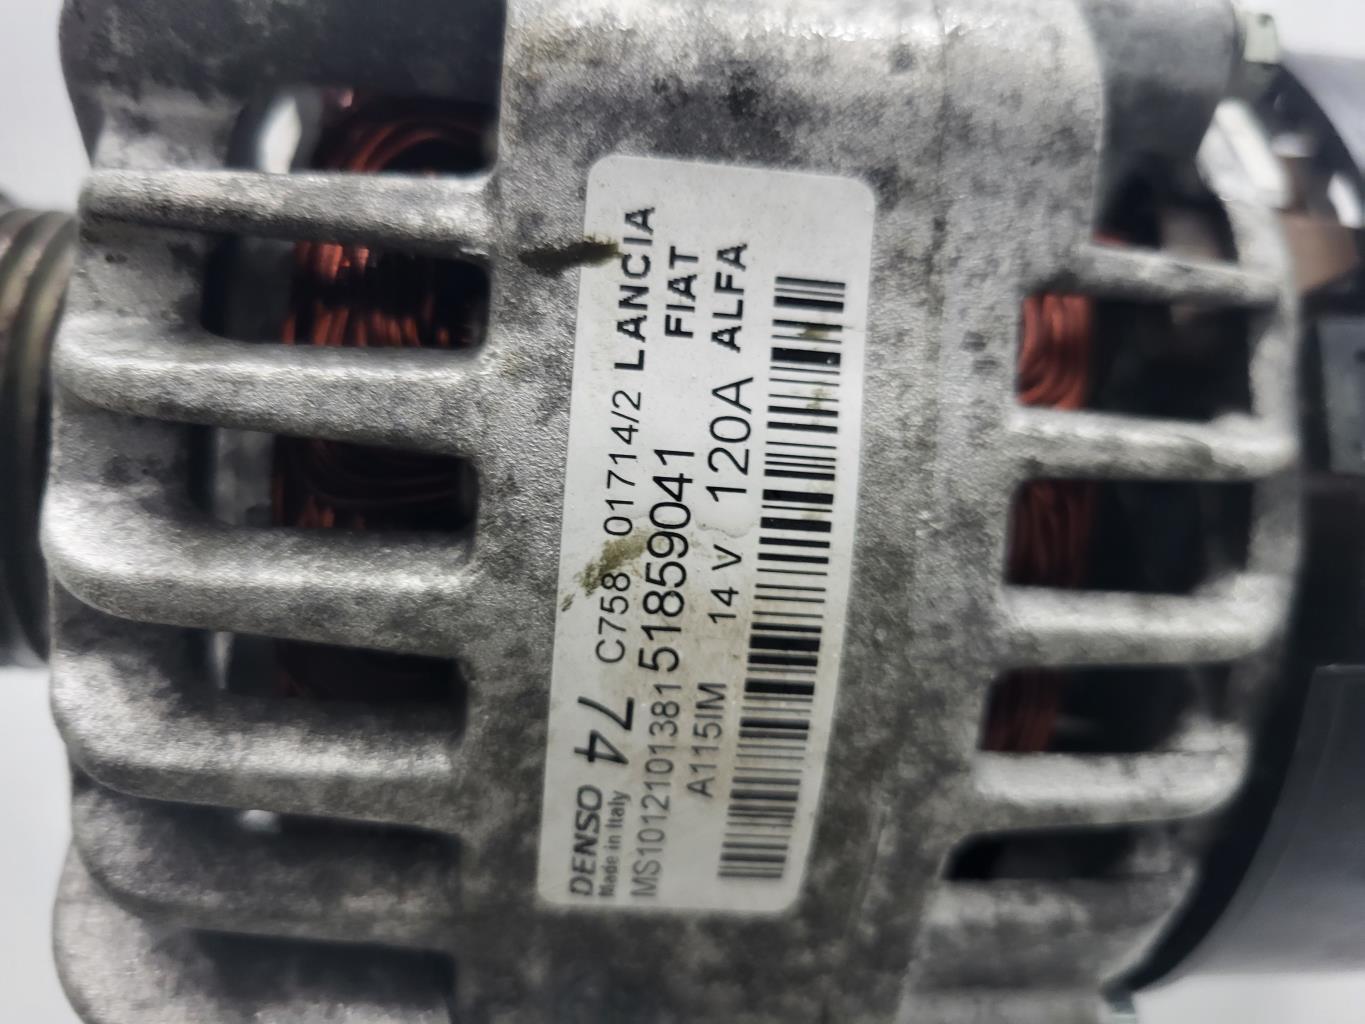 DENSO 74 C758 01714/2 LANCIA
Made in Italy
MS1012101381 51859041 FIAT
A115IM 14 V 120A ALFA